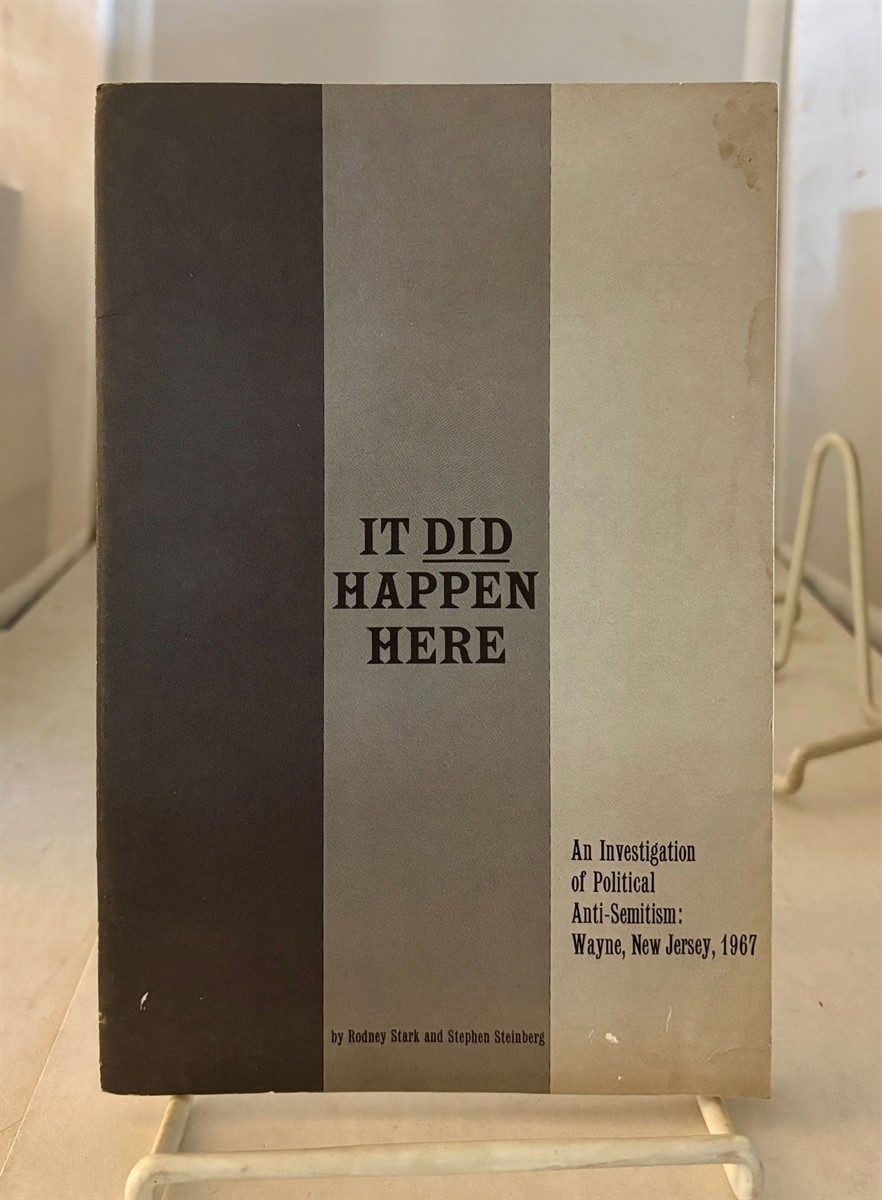 IT DID
HAPPEN
HERE
An Investigation
of Political
Anti-Semitism:
Wayne, New Jersey, 1967
by Rodney Stark and Stephen Steinberg